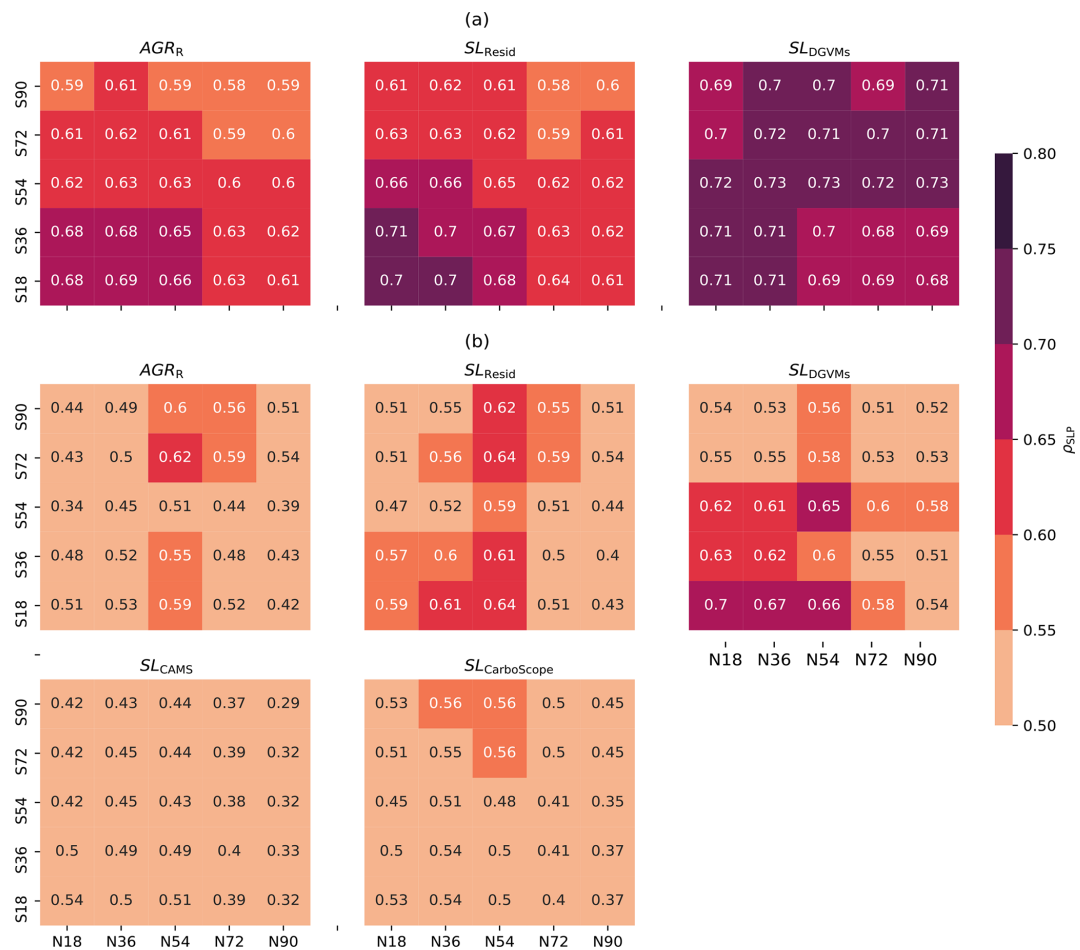 (a)
AGR_R SL_Resid SL_DGVMs
S90 0.59 0.61 0.59 0.58 0.59 0.61 0.62 0.61 0.58 0.6 0.69 0.7 0.7 0.69 0.71
S72 0.61 0.62 0.61 0.59 0.6 0.63 0.63 0.62 0.59 0.61 0.7 0.72 0.71 0.7 0.71
S54 0.62 0.63 0.63 0.6 0.6 0.66 0.66 0.65 0.62 0.62 0.72 0.73 0.73 0.72 0.73
S36 0.68 0.68 0.65 0.63 0.62 0.71 0.7 0.67 0.63 0.62 0.71 0.71 0.7 0.68 0.69
S18 0.68 0.69 0.66 0.63 0.61 0.7 0.7 0.68 0.64 0.61 0.71 0.71 0.69 0.69 0.68
(b)
AGR_R SL_Resid SL_DGVMs
S90 0.44 0.49 0.6 0.56 0.51 0.51 0.55 0.62 0.55 0.51 0.54 0.53 0.56 0.51 0.52
S72 0.43 0.5 0.62 0.59 0.54 0.51 0.56 0.64 0.59 0.54 0.55 0.55 0.58 0.53 0.53
S54 0.34 0.45 0.51 0.44 0.39 0.47 0.52 0.59 0.51 0.44 0.62 0.61 0.65 0.6 0.58
S36 0.48 0.52 0.55 0.48 0.43 0.57 0.6 0.61 0.5 0.4 0.63 0.62 0.6 0.55 0.51
S18 0.51 0.53 0.59 0.52 0.42 0.59 0.61 0.64 0.51 0.43 0.7 0.67 0.66 0.58 0.54
N18 N36 N54 N72 N90
SL_CAMS SL_CarboScope
S90 0.42 0.43 0.44 0.37 0.29 0.53 0.56 0.56 0.5 0.45
S72 0.42 0.45 0.44 0.39 0.32 0.51 0.55 0.56 0.5 0.45
S54 0.42 0.45 0.43 0.38 0.32 0.45 0.51 0.48 0.41 0.35
S36 0.5 0.49 0.49 0.4 0.33 0.5 0.54 0.5 0.41 0.37
S18 0.54 0.5 0.51 0.39 0.32 0.53 0.54 0.5 0.4 0.37
N18 N36 N54 N72 N90 N18 N36 N54 N72 N90
0.80
0.75
0.70
0.65
0.60
0.55
0.50
ρ_SLP